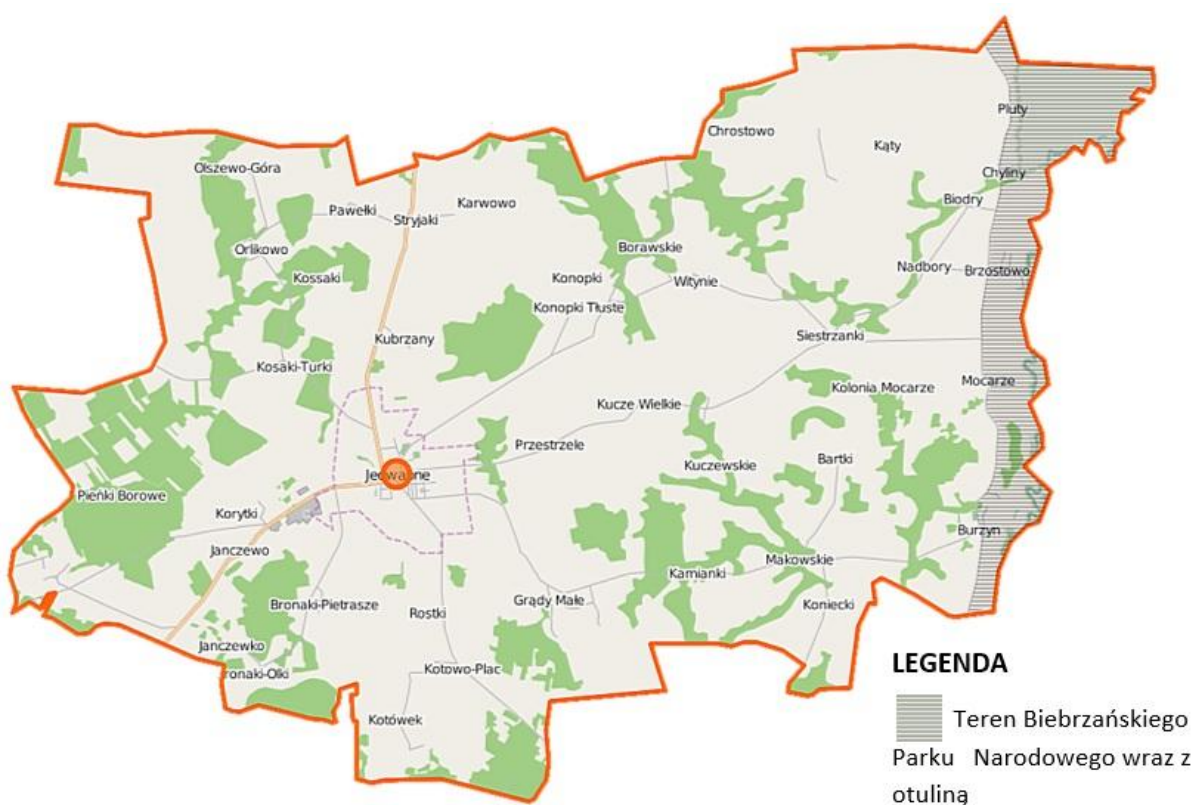 Pluty
Chrostowo
Kąty
Olszewo-Góra
Chyliny
Biodry
Karwowo
Pawełki
Stryjaki
Orlikowo
Borawskie
Kossaki
Konopki
Witynie
Nadbory
Brzostowo
Konopki Tłuste
Kubrzany
Siestrzanki
Kosaki-Turki
Mocarze
Kolonia Mocarze
Kucze Wielkie
Przestrzele
Bartki
Kuczewskie
Jedwabne
Pieńki Borowe
Korytki
Burzyn
Janczewo
Makowskie
Kamianki
Grądy Małe
Bronaki-Pietrasze
Rostki
Koniecki
Janczewko
Kotowo-Plac
ronaki-Olki
Kotówek
LEGENDA
Teren Biebrzańskiego
Parku Narodowego wraz z
otuliną